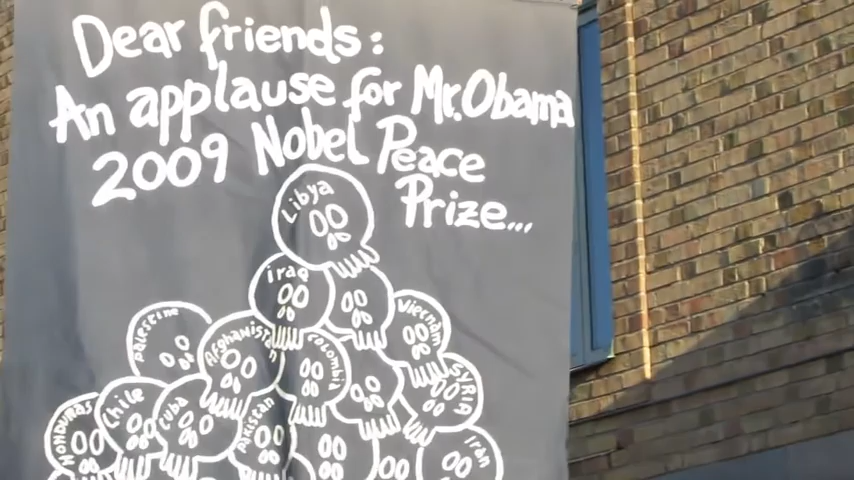 Dear friends:
An applause for Mr. Obama
2009 Nobel Peace
Prize...
Libya
iraq
Palestine
Afghanistan
Vietnam
Colombia
SYRIA
HONDURAS
Chile
Cuba
PAKISTAN
Iran